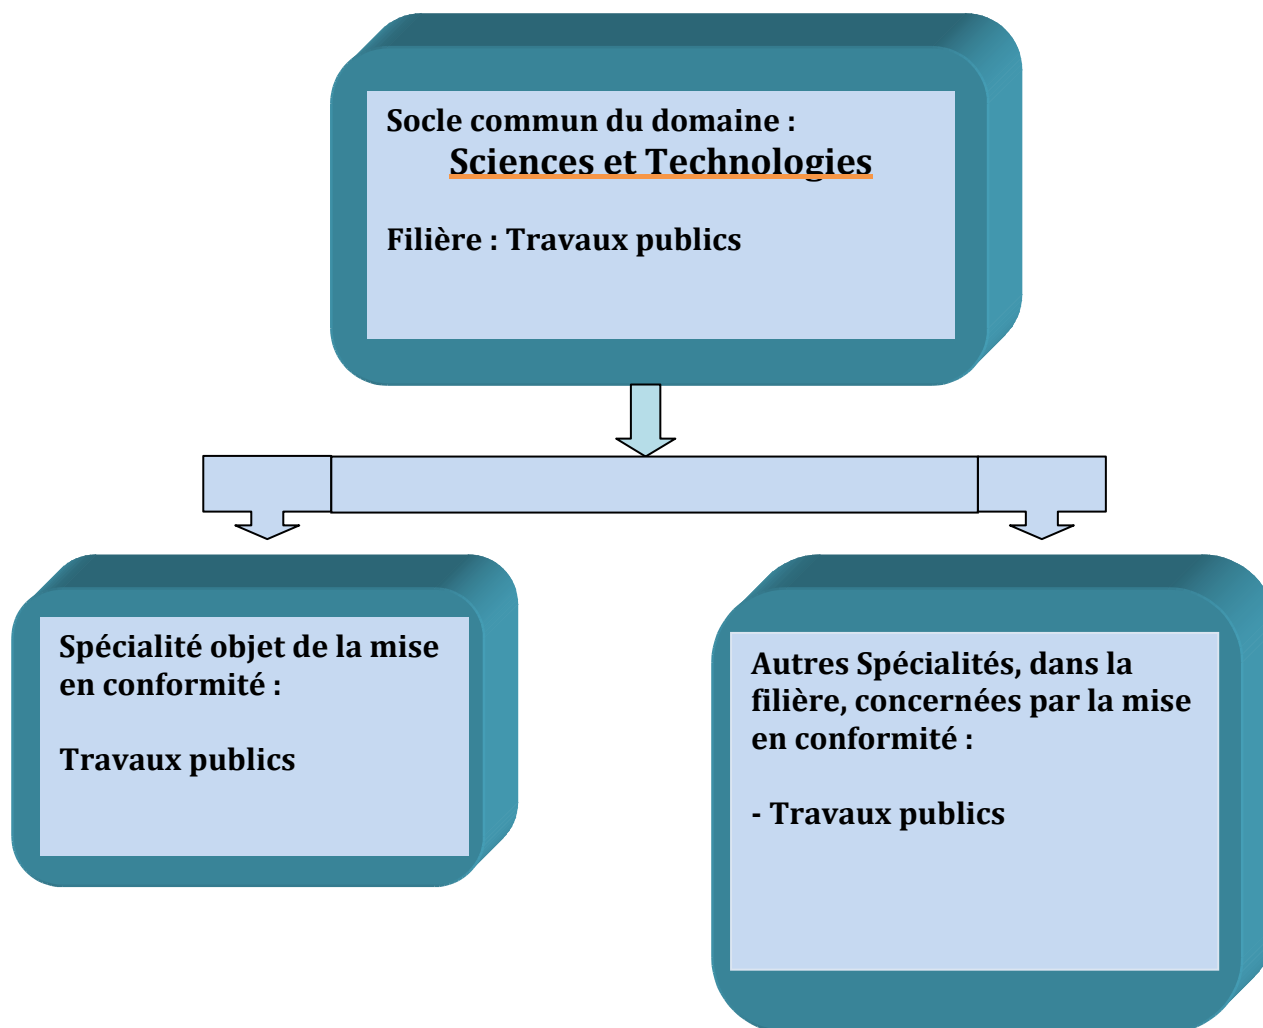 Socle commun du domaine :
Sciences et Technologies
Filière : Travaux publics
Spécialité objet de la mise
en conformité :
Travaux publics
Autres Spécialités, dans la
filière, concernées par la mise
en conformité :
- Travaux publics